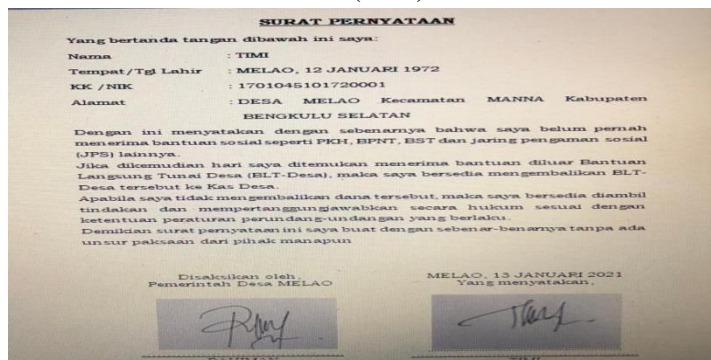 SURAT PERNYATAAN
Yang bertanda tangan dibawah ini saya:
Nama : TIMI
Tempat/Tgl Lahir : MELAO, 12 JANUARI 1972
KK /NIK : 1701045101720001
Alamat : DESA MELAO Kecamatan MANNA Kabupaten
BENGKULU SELATAN
Dengan ini menyatakan dengan sebenarnya bahwa saya belum pernah
menerima bantuan sosial seperti PKH, BPNT, BST dan jaring pengaman sosial
(JPS) lainnya.
Jika dikemudian hari saya ditemukan menerima bantuan diluar Bantuan
Langsung Tunai Desa (BLT-Desa), maka saya bersedia mengembalikan BLT-
Desa tersebut ke Kas Desa.
Apabila saya tidak mengembalikan dana tersebut, maka saya bersedia diambil
tindakan dan mempertanggungjawabkan secara hukum sesuai dengan
ketentuan peraturan perundang-undangan yang berlaku.
Demikian surat pernyataan ini saya buat dengan sebenar-benarnya tanpa ada
unsur paksaan dari pihak manapun
Disaksikan oleh,
Pemerintah Desa MELAO
MELAO, 13 JANUARI 2021
Yang menyatakan,
TIMI